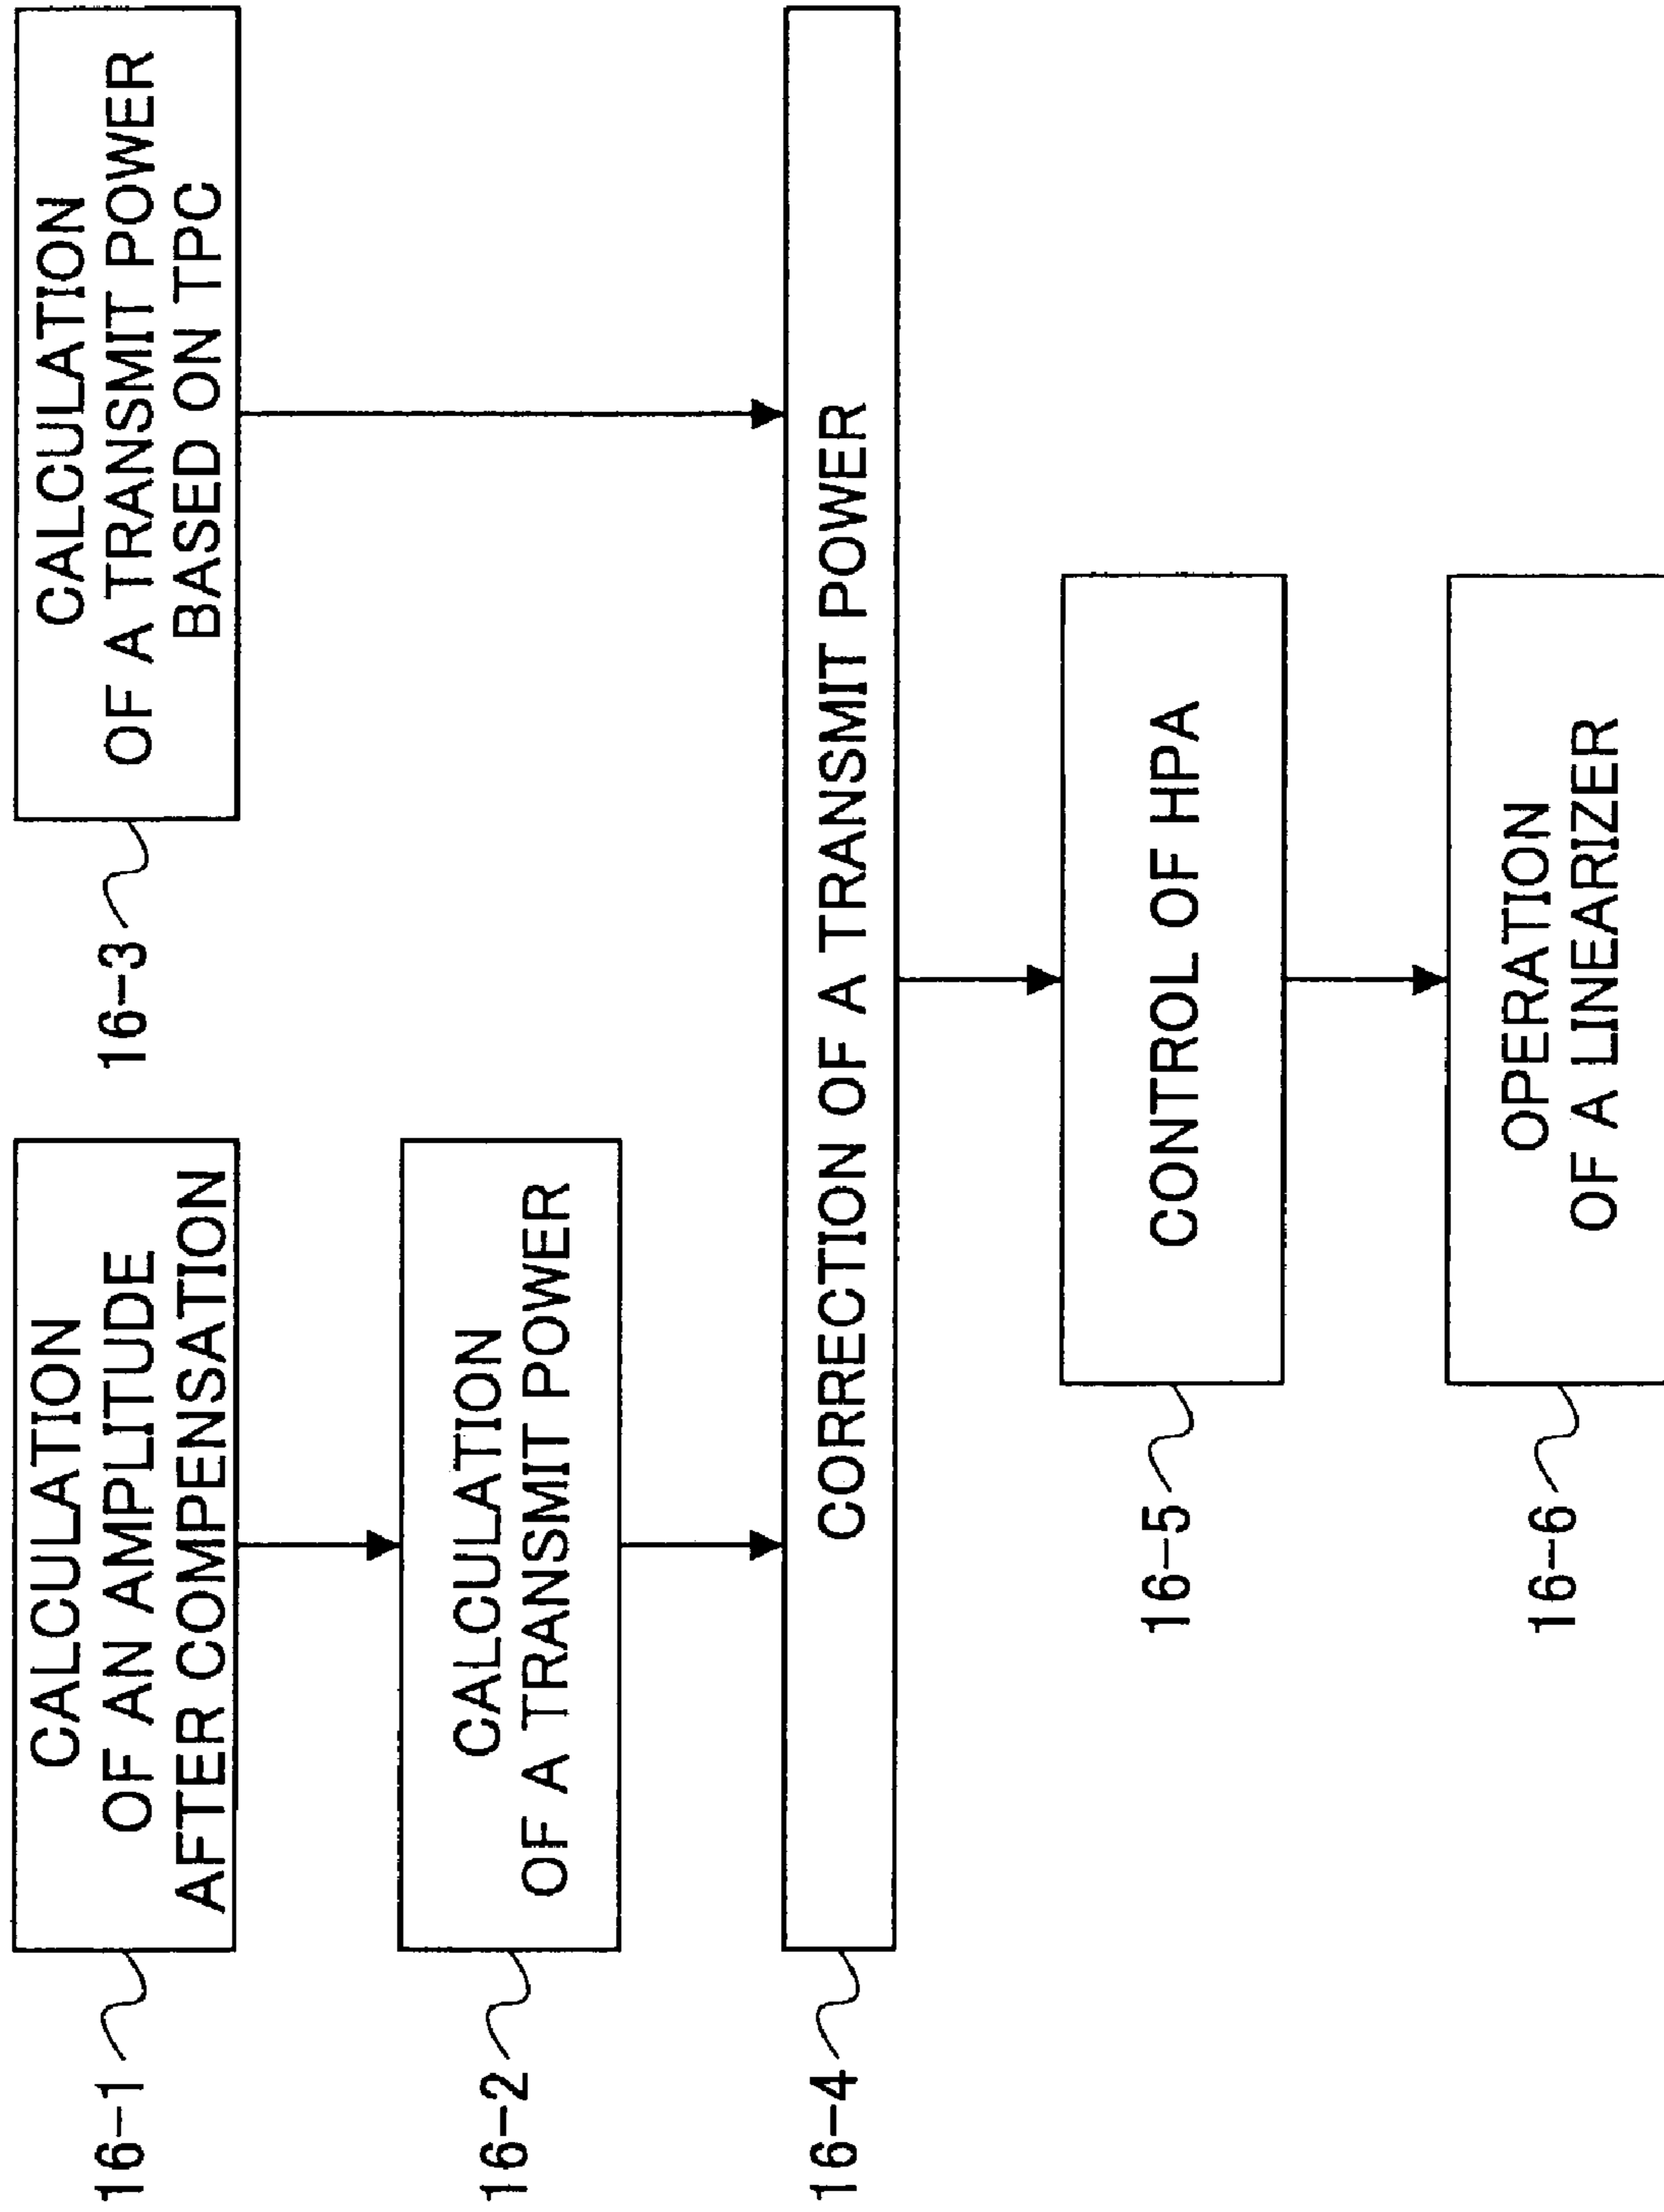 16-1
CALCULATION
OF AN AMPLITUDE
AFTER COMPENSATION
16-3
CALCULATION
OF A TRANSMIT POWER
BASED ON TPC
16-2
CALCULATION
OF A TRANSMIT POWER
16-4
CORRECTION OF A TRANSMIT POWER
16-5
CONTROL OF HPA
16-6
OPERATION
OF A LINEARIZER